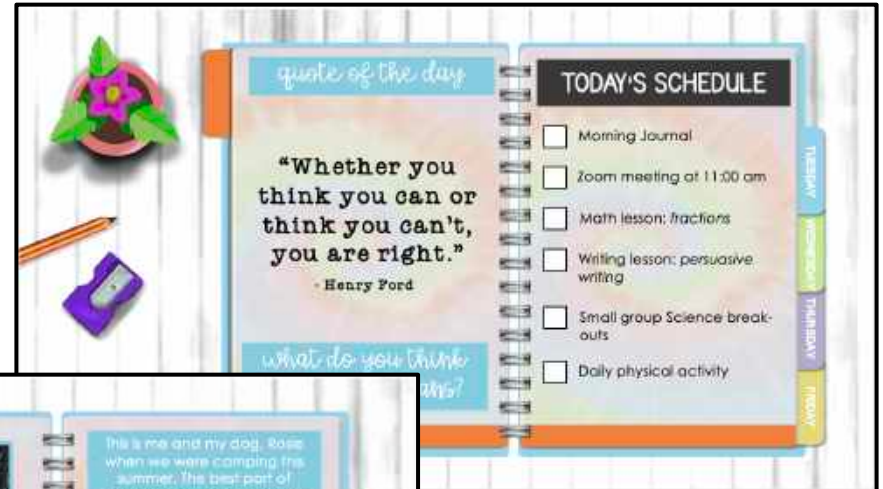 quote of the day
"Whether you
think you can or
think you can't,
you are right."
- Henry Ford
what do you think
TODAY'S SCHEDULE
Morning Journal
Zoom meeting at 11:00 am
Math lesson: fractions
Writing lesson: persuasive
writing
Small group Science break-
outs
Daily physical activity
TUESDAY
WEDNESDAY
THURSDAY
FRIDAY
This is me and my dog, Rosie
when we were camping this
summer. The best part of